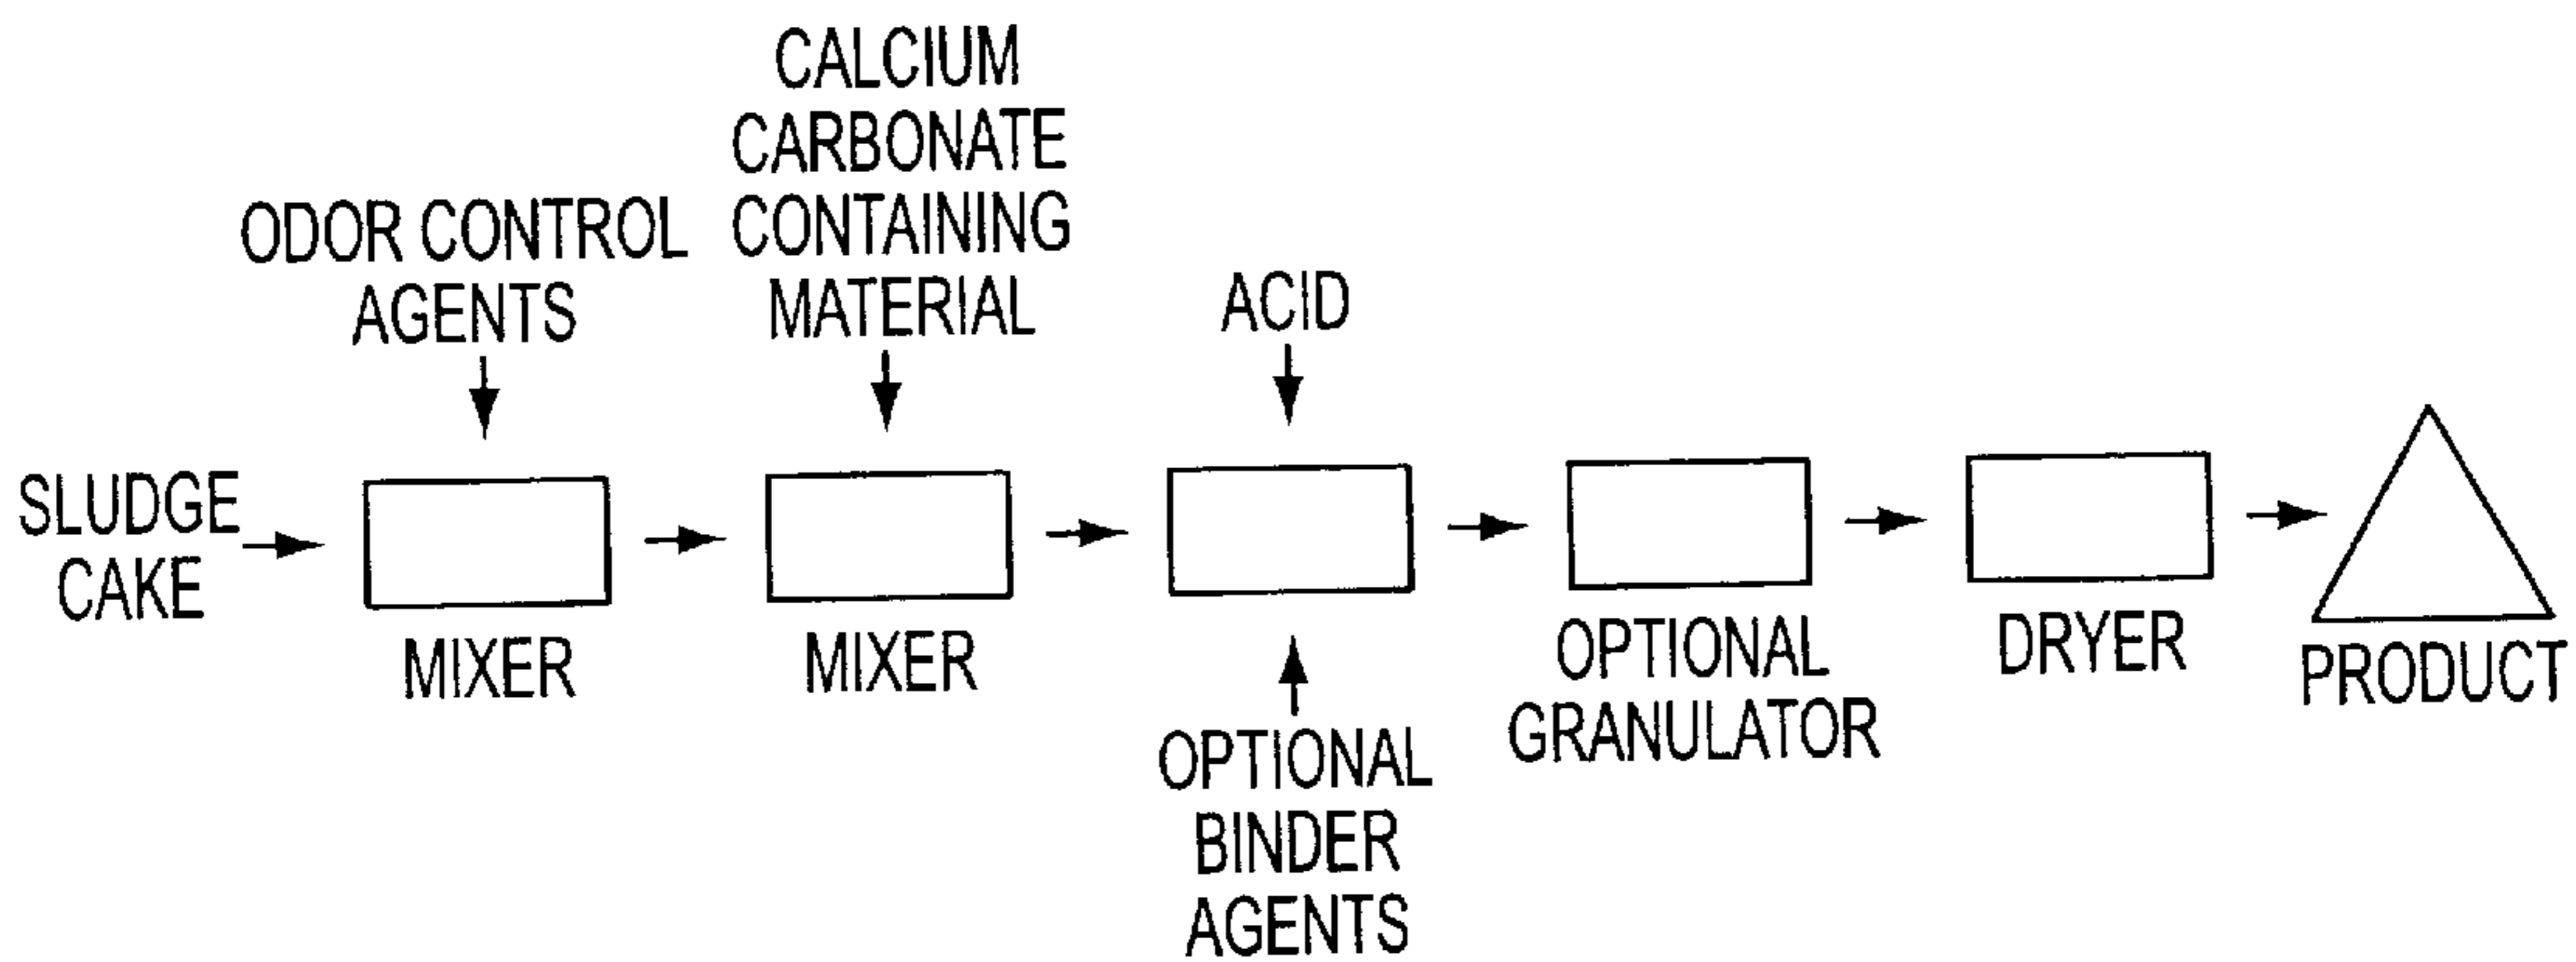 CALCIUM
CARBONATE
CONTAINING
MATERIAL
ODOR CONTROL
AGENTS
ACID
SLUDGE
CAKE
MIXER
MIXER
OPTIONAL
GRANULATOR
DRYER
PRODUCT
OPTIONAL
BINDER
AGENTS